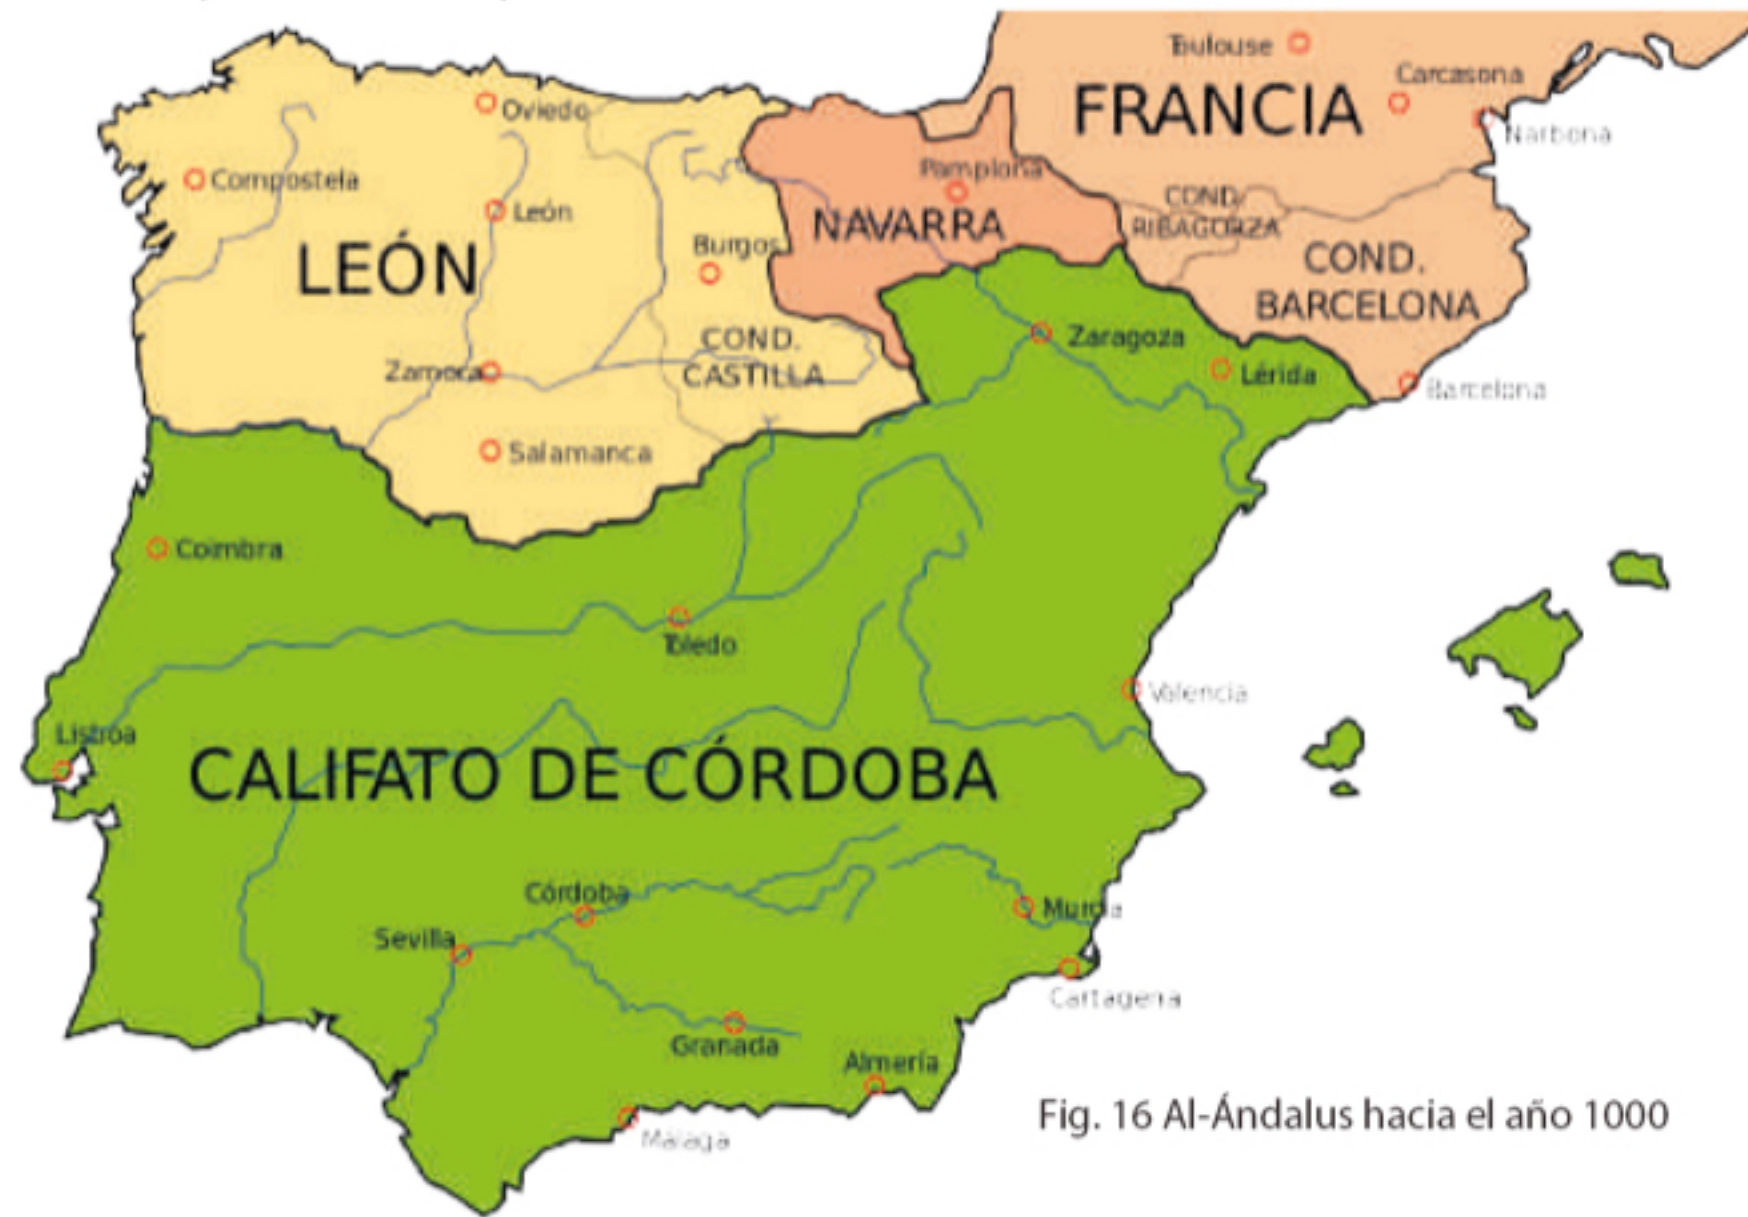 Toulouse
Carcasona
FRANCIA
Narbona
Oviedo
Compostela
Pamplona
León
COND.
RIBAGORZA
NAVARRA
Burgos
LEÓN
COND.
BARCELONA
COND.
CASTILLA
Zaragoza
Zamora
Lérida
Barcelona
Salamanca
Coimbra
Toledo
Valencia
Lisboa
CALIFATO DE CÓRDOBA
Córdoba
Murcia
Sevilla
Cartagena
Granada
Almería
Málaga
Fig. 16 Al-Ándalus hacia el año 1000